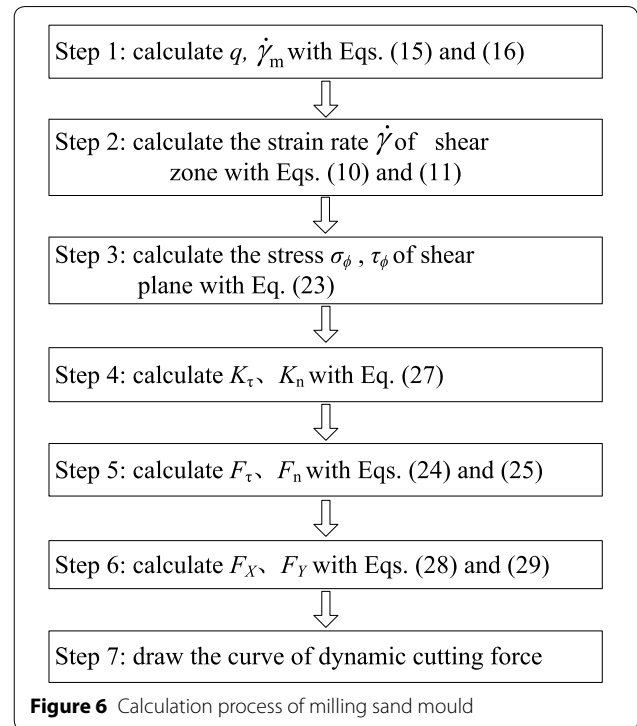 Step 1: calculate q, γ̇m with Eqs. (15) and (16)
Step 2: calculate the strain rate γ̇ of shear
zone with Eqs. (10) and (11)
Step 3: calculate the stress σϕ , τϕ of shear
plane with Eq. (23)
Step 4: calculate Kτ、Kn with Eq. (27)
Step 5: calculate Fτ、Fn with Eqs. (24) and (25)
Step 6: calculate FX、FY with Eqs. (28) and (29)
Step 7: draw the curve of dynamic cutting force
Figure 6 Calculation process of milling sand mould